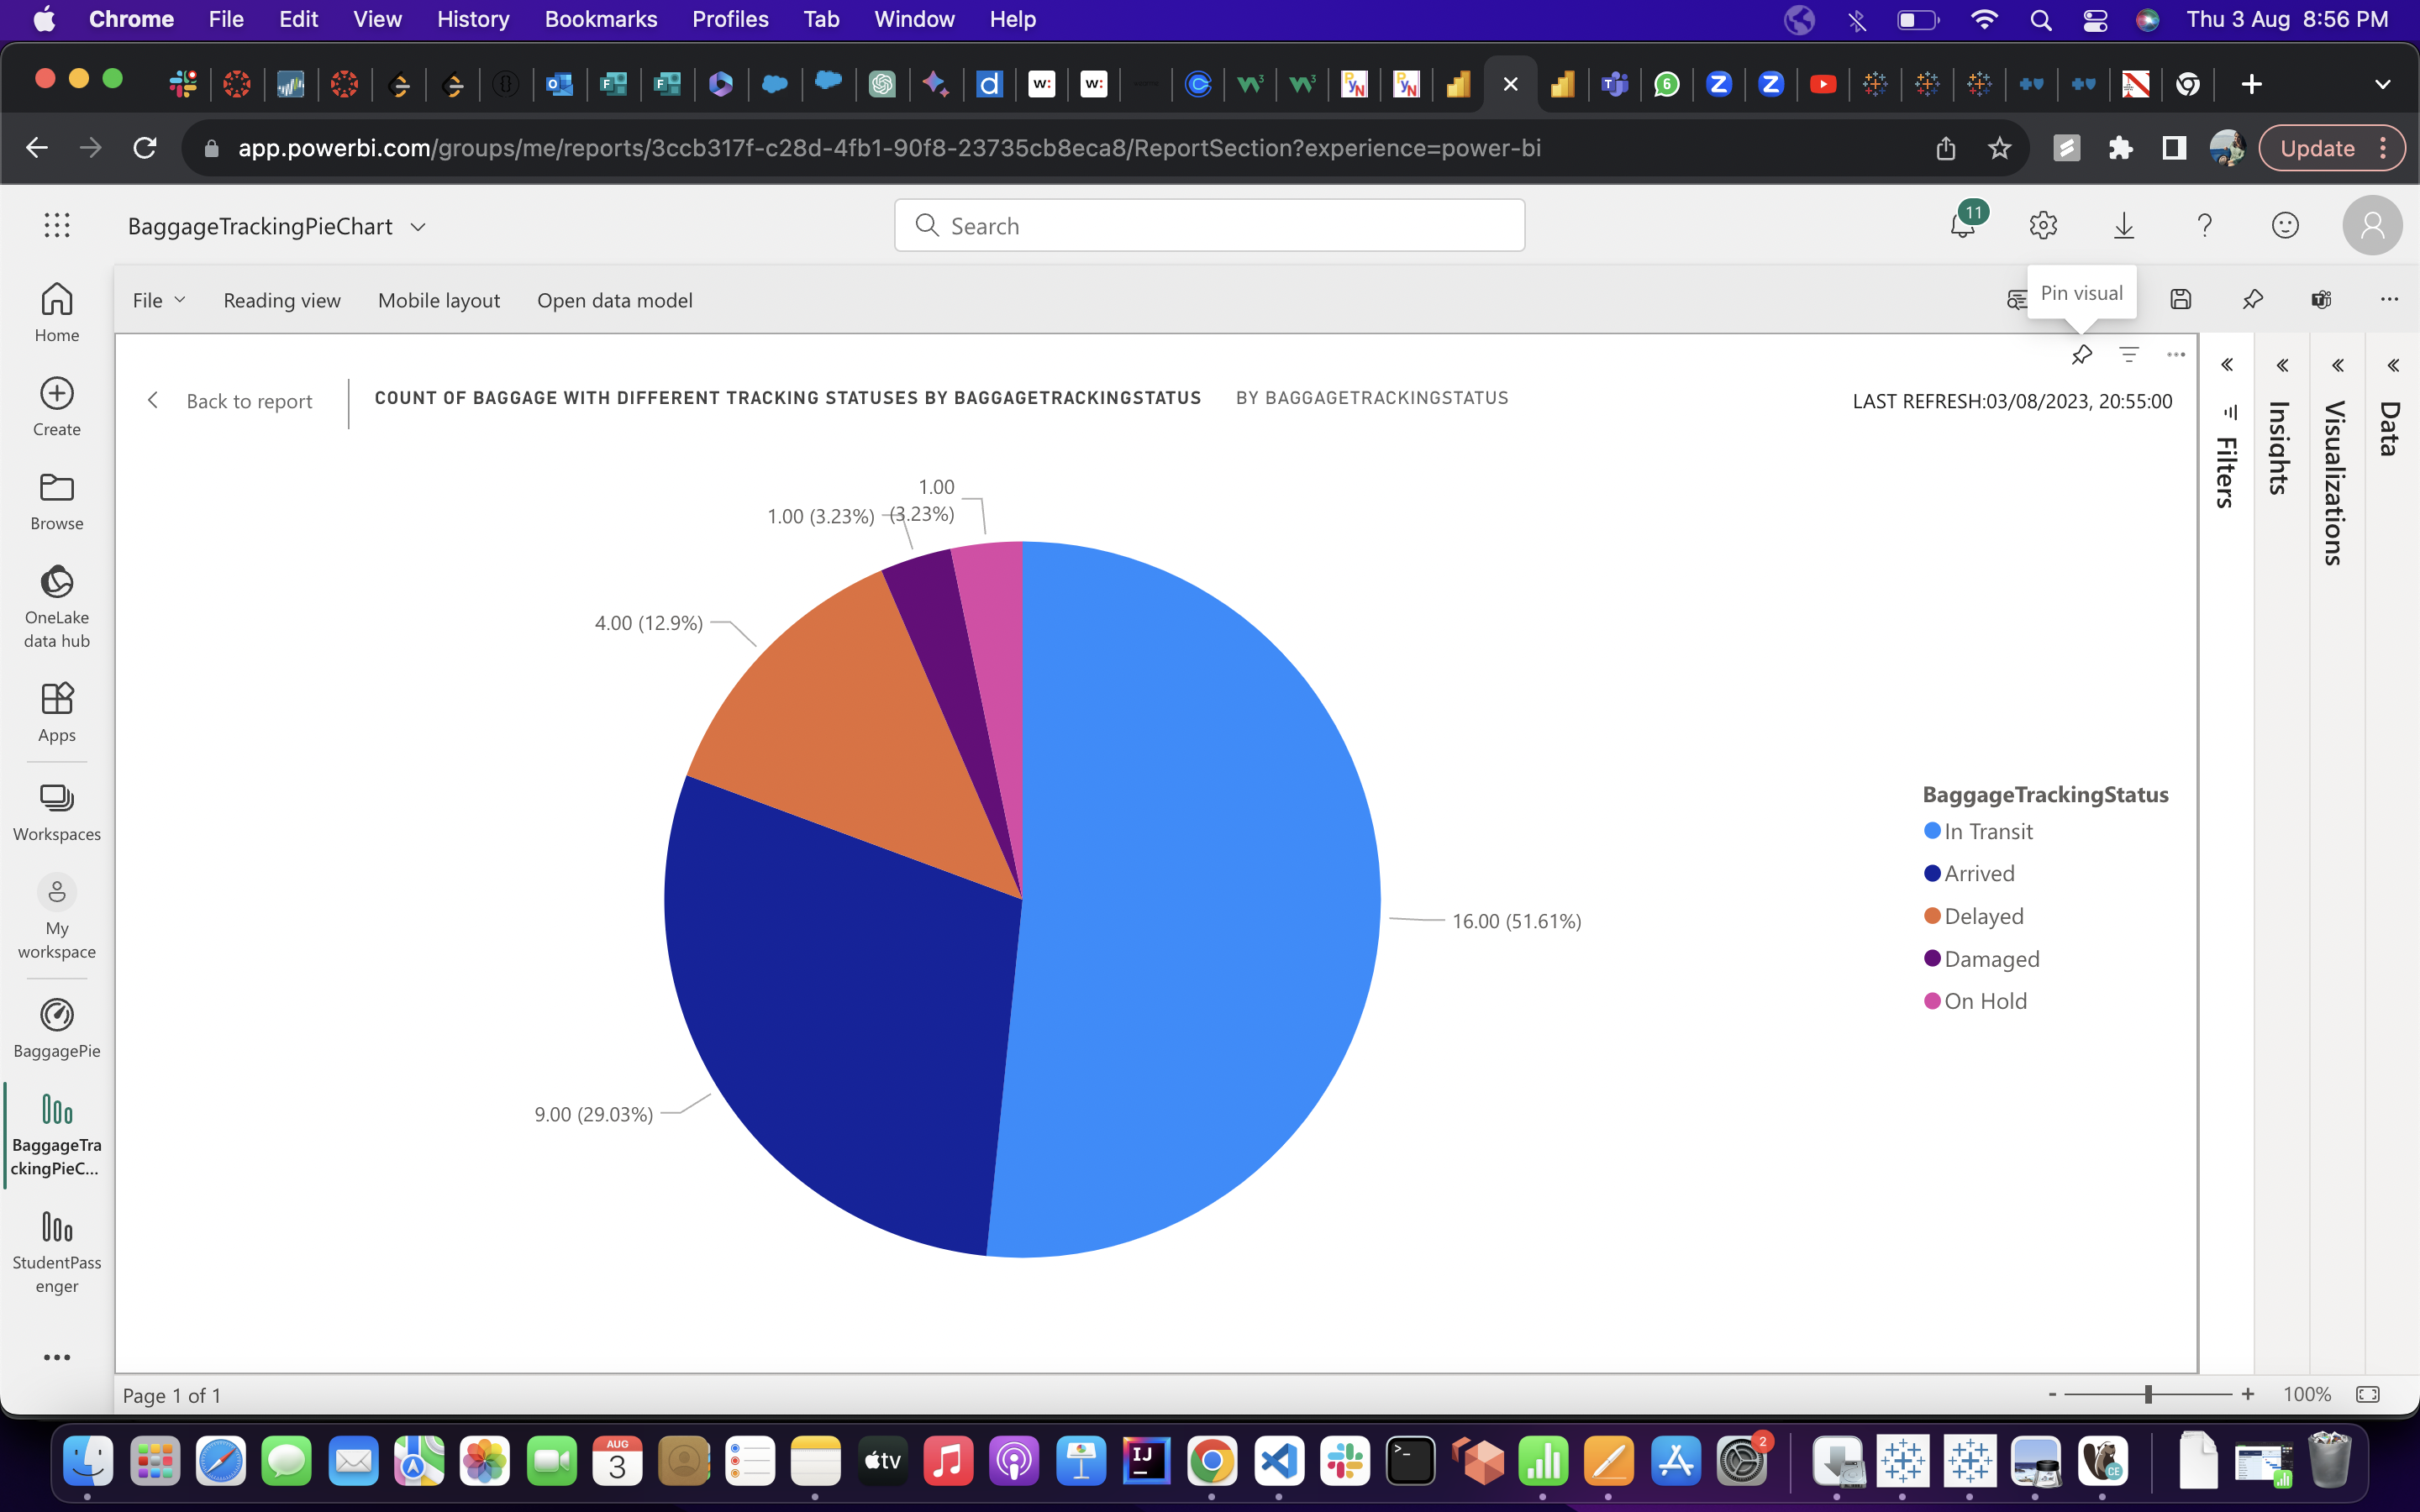 Chrome File Edit View History Bookmarks Profiles Tab Window Help Thu 3 Aug 8:56 PM
app.powerbi.com/groups/me/reports/3ccb317f-c28d-4fb1-90f8-23735cb8eca8/ReportSection?experience=power-bi Update
BaggageTrackingPieChart Search 11
File Reading view Mobile layout Open data model Pin visual
Back to report COUNT OF BAGGAGE WITH DIFFERENT TRACKING STATUSES BY BAGGAGETRACKINGSTATUS BY BAGGAGETRACKINGSTATUS LAST REFRESH:03/08/2023, 20:55:00
Home
Create
Browse
OneLake
data hub
Apps
Workspaces
My
workspace
BaggagePie
BaggageTra
ckingPieC...
StudentPass
enger
1.00
(3.23%)
1.00 (3.23%)
4.00 (12.9%)
16.00 (51.61%)
9.00 (29.03%)
BaggageTrackingStatus
In Transit
Arrived
Delayed
Damaged
On Hold
Filters
Insights
Visualizations
Data
Page 1 of 1
- + 100%
AUG
3
tv
IJ
2
CE